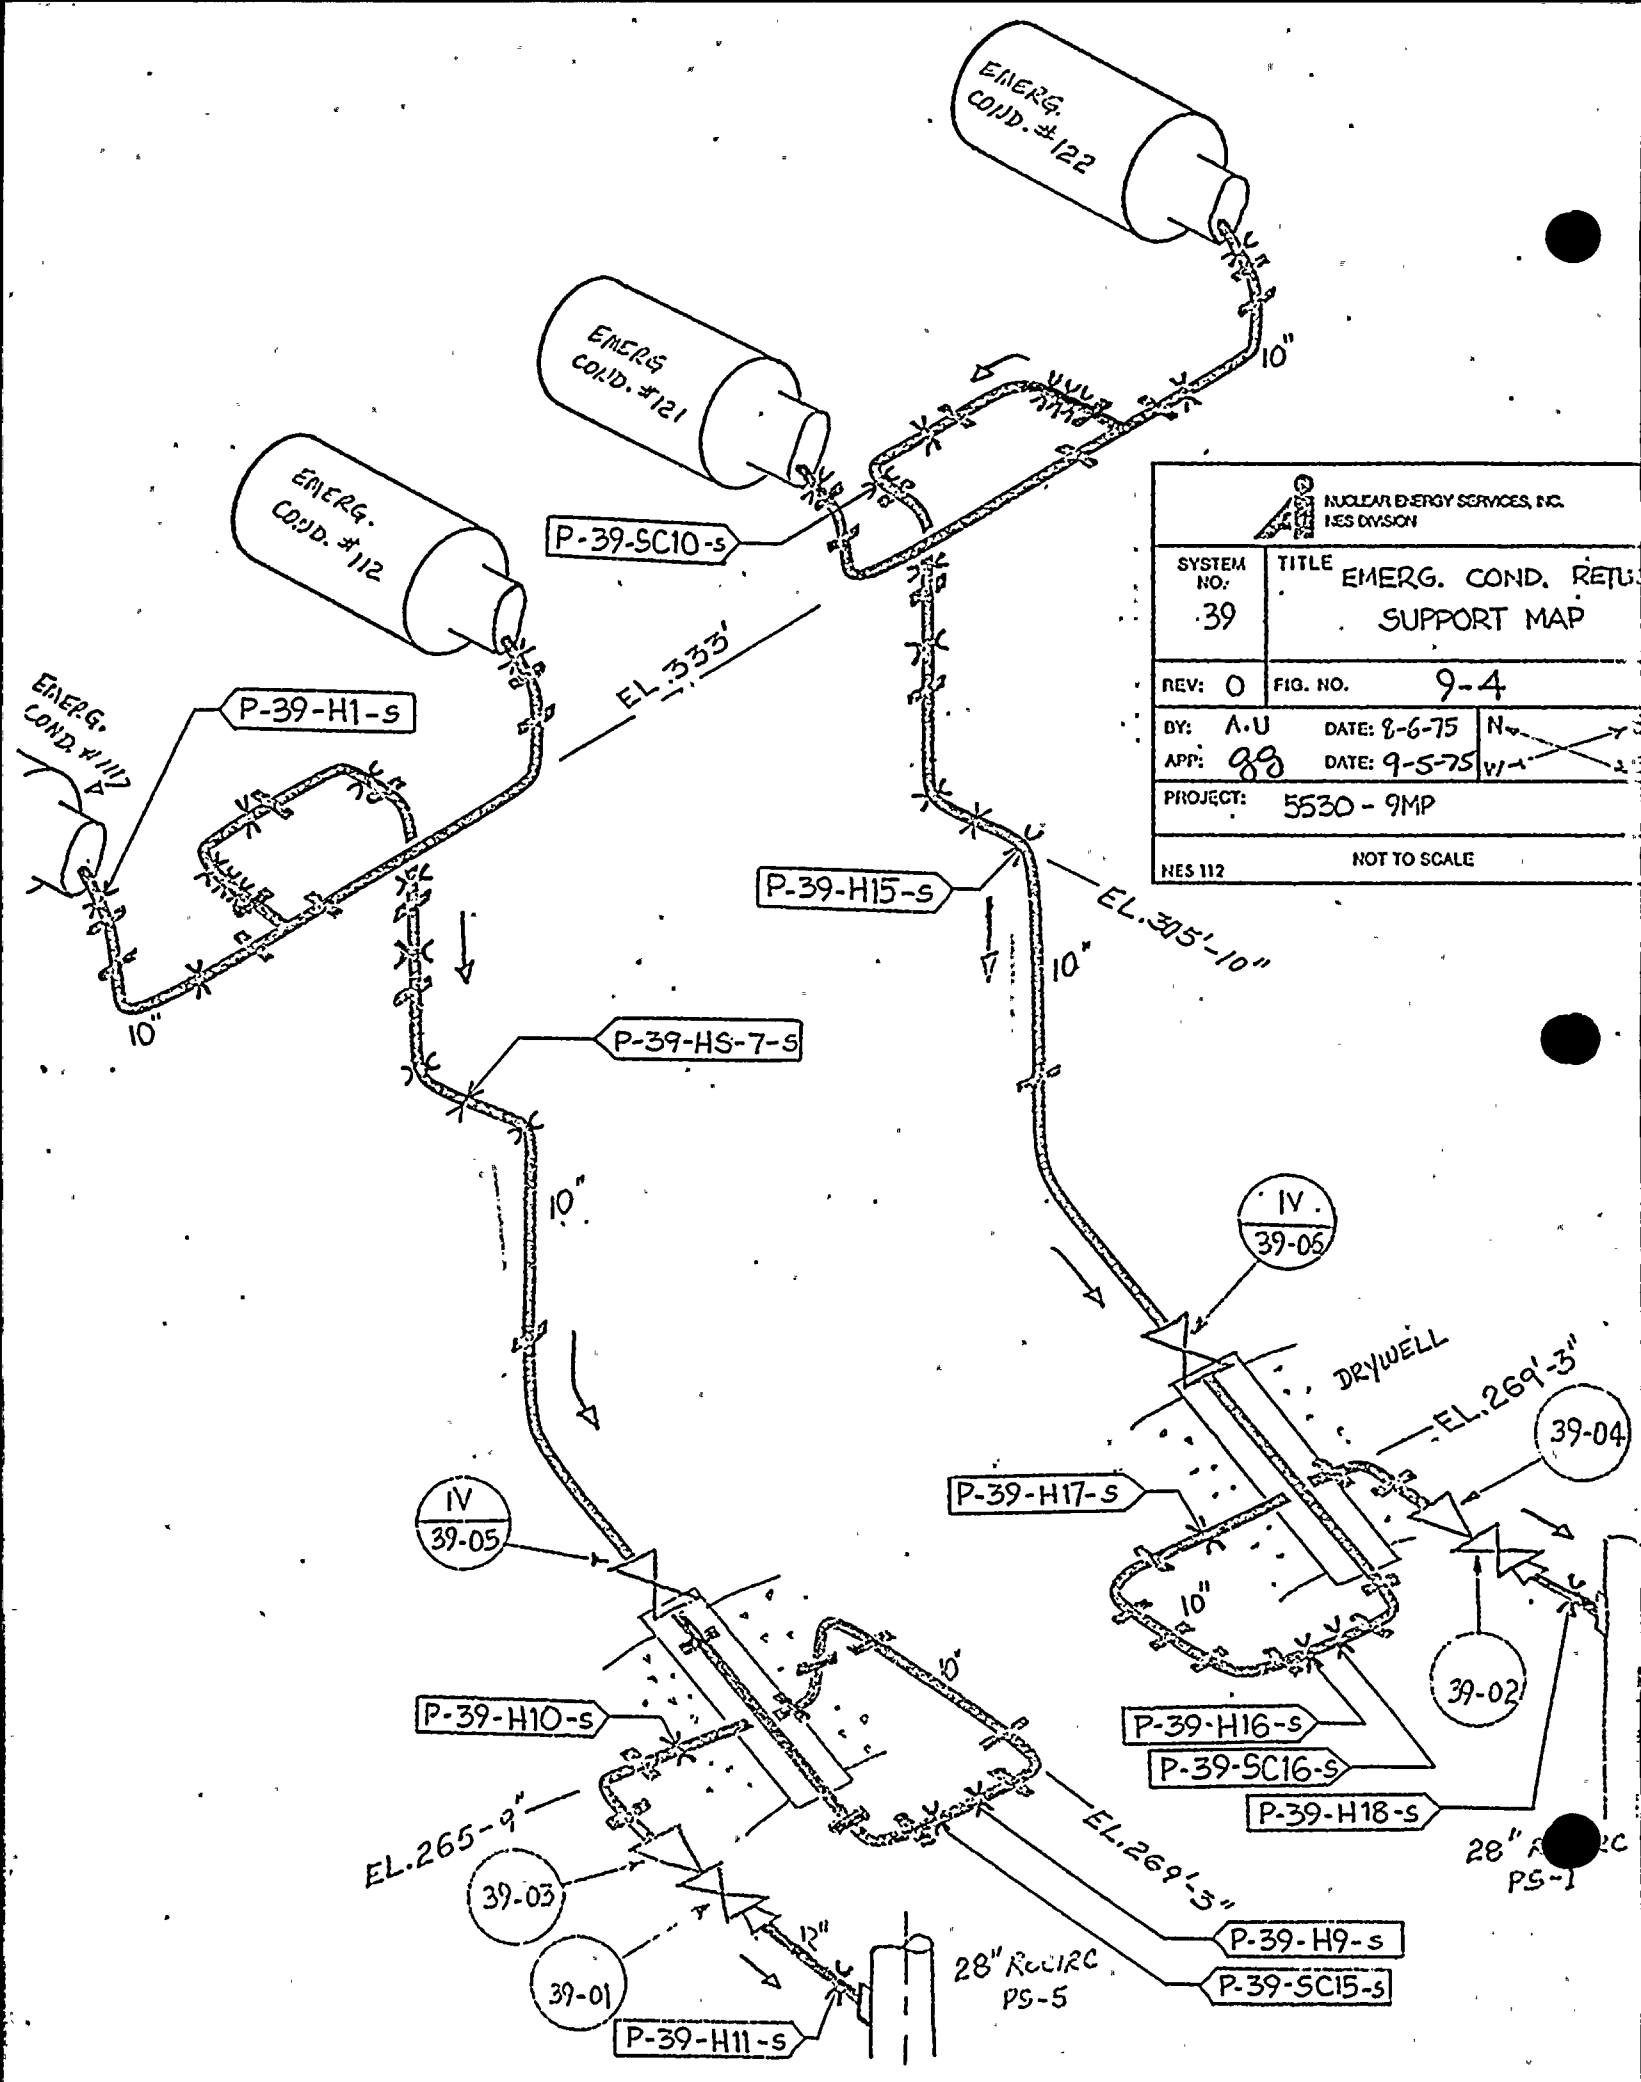 EMERG.
COND. #122
EMERG
COND. #121
EMERG.
COND. #112
EMERG.
COND.
10"
P-39-SC10-S
EL. 333'
P-39-H1-S
NUCLEAR ENERGY SERVICES, INC.
NES DIVISION
SYSTEM NO:
39
TITLE
EMERG. COND. RETU
SUPPORT MAP
REV: 0
FIG. NO. 9-4
BY: A.U DATE: 8-6-75
APP: gg DATE: 9-5-75
N
W
PROJECT: 5530-9MP
NES 112
NOT TO SCALE
P-39-H15-S
EL. 305'-10"
10"
10"
P-39-HS-7-S
10"
IV
39-06
DRYWELL
EL. 269'-3"
39-04
P-39-H17-S
IV
39-05
10"
39-02
10"
P-39-H10-S
P-39-H16-S
P-39-SC16-S
P-39-H18-S
28"
PS-1
EL. 265-9"
EL. 269'-3"
39-03
12"
39-01
28" RECIRC
PS-5
P-39-H9-S
P-39-SC15-S
P-39-H11-S